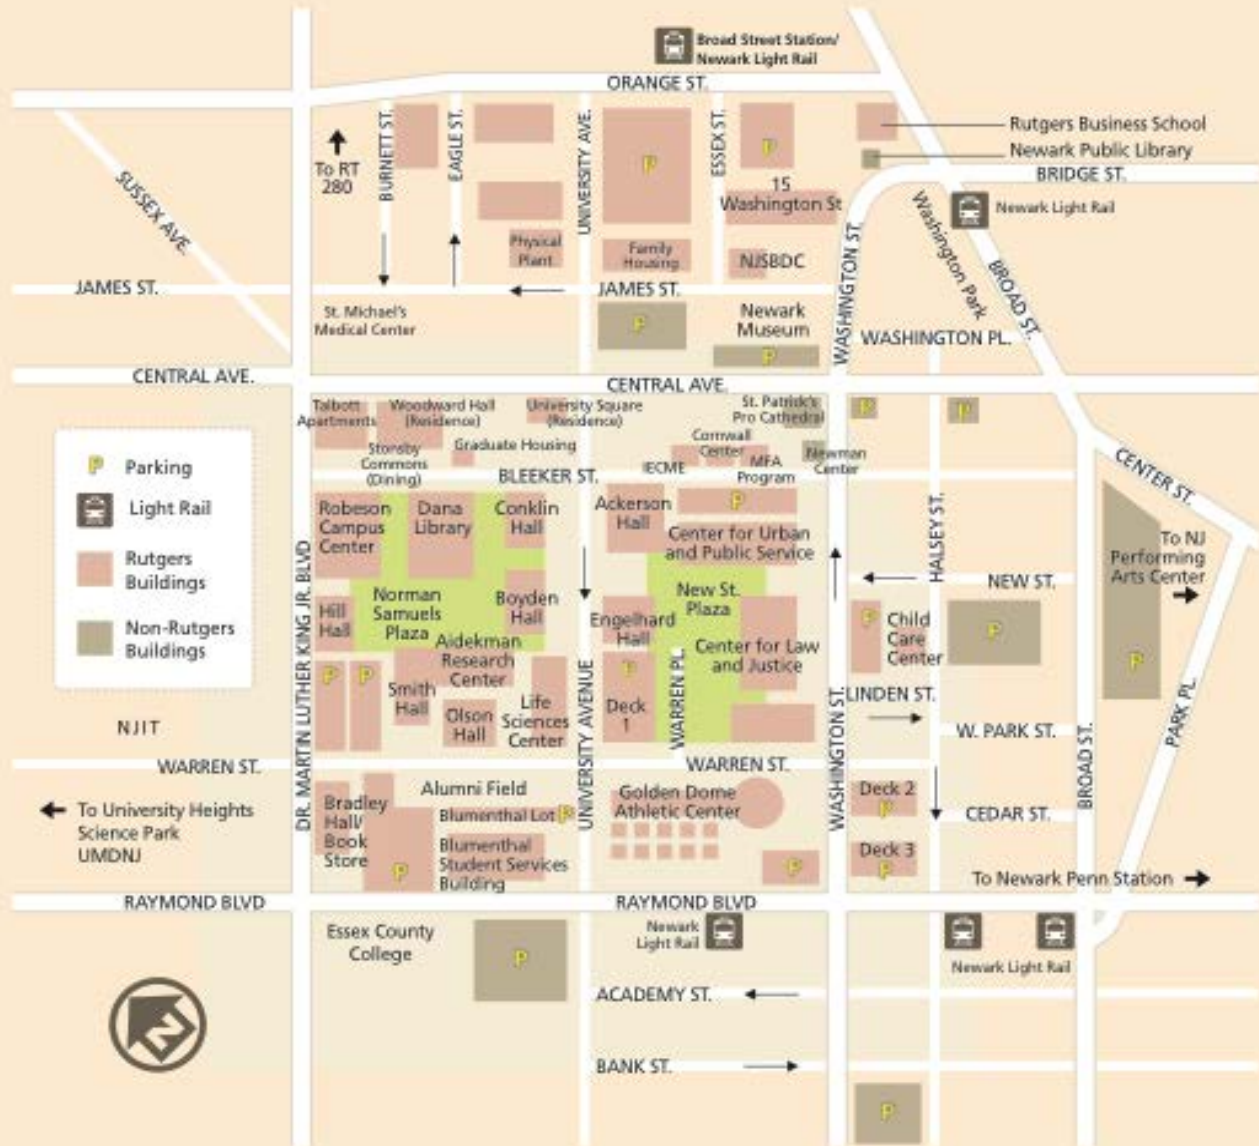 Broad Street Station/
Newark Light Rail
ORANGE ST.
BURNETT ST.
EAGLE ST.
UNIVERSITY AVE.
ESSEX ST.
P
P
Rutgers Business School
Newark Public Library
BRIDGE ST.
To RT
280
SUSSEX AVE.
15
Washington St
Washington Park
Newark Light Rail
Physical
Plant
Family
Housing
NJSBDC
WASHINGTON ST.
BROAD ST.
JAMES ST.
JAMES ST.
St. Michael's
Medical Center
P
Newark
Museum
P
WASHINGTON PL.
CENTRAL AVE.
CENTRAL AVE.
Talbott
Apartments
Woodward Hall
(Residence)
University Square
(Residence)
St. Patrick's
Pro Cathedral
P
P
Stonsby
Commons
(Dining)
Graduate Housing
Cornwall
Center
IECME
MFA
Program
Newman
Center
BLEEKER ST.
CENTER ST.
P Parking
Light Rail
Rutgers
Buildings
Non-Rutgers
Buildings
Robeson
Campus
Center
Dana
Library
Conklin
Hall
Ackerson
Hall
P
Center for Urban
and Public Service
HALSEY ST.
To NJ
Performing
Arts Center
DR. MARTIN LUTHER KING JR. BLVD
NEW ST.
Hill
Hall
Norman
Samuels
Plaza
Boyden
Hall
Engelhard
Hall
New St.
Plaza
P
Child
Care
Center
P
P
Aidekman
Research
Center
Center for Law
and Justice
P
P
Smith
Hall
Olson
Hall
Life
Sciences
Center
UNIVERSITY AVENUE
P
Deck
1
WARREN PL.
WASHINGTON ST.
LINDEN ST.
W. PARK ST.
BROAD ST.
PARK PL.
NJIT
WARREN ST.
WARREN ST.
To University Heights
Science Park
UMDNJ
Bradley
Hall/
Book
Store
P
Alumni Field
Blumenthal Lot P
Blumenthal
Student Services
Building
Golden Dome
Athletic Center
P
Deck 2
P
CEDAR ST.
Deck 3
P
To Newark Penn Station
RAYMOND BLVD
RAYMOND BLVD
Essex County
College
P
Newark
Light Rail
Newark Light Rail
N
ACADEMY ST.
BANK ST.
P